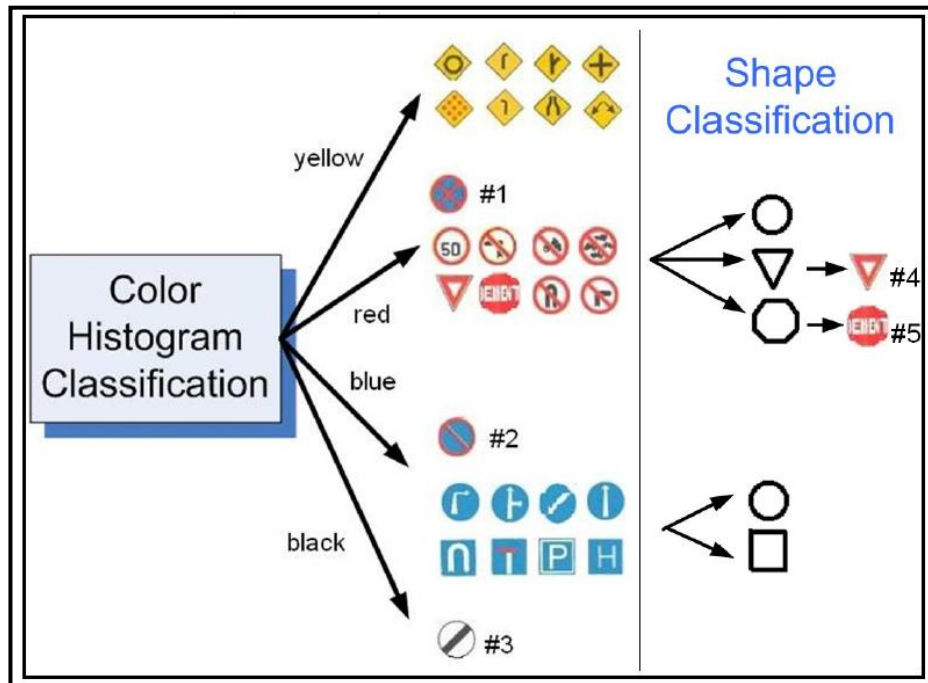 Shape
Classification
yellow
#1
50
Color
Histogram
Classification
red
#4
#5
blue
#2
black
P
H
#3